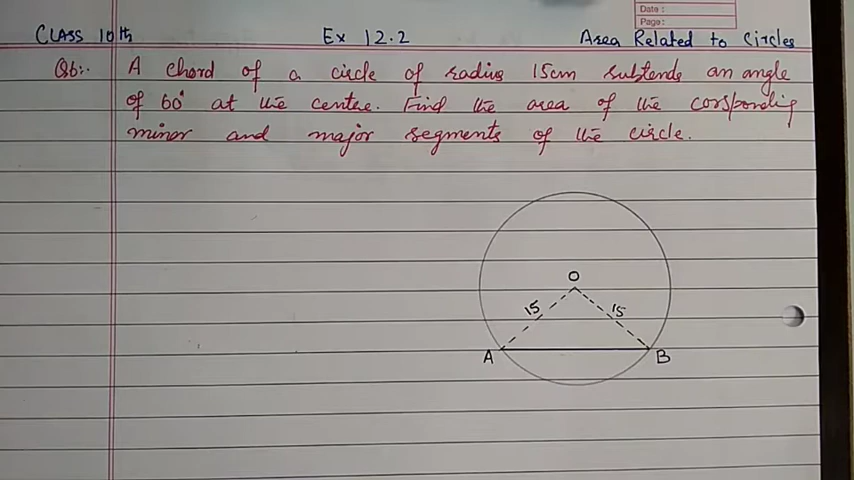 Date :
Page :
CLASS 10th Ex 12.2 Area Related to Circles
Q6:- A chord of a circle of radius 15cm subtends an angle
of 60° at the centre. Find the area of the corsponding
minor and major segments of the circle.
O
15 15
A B